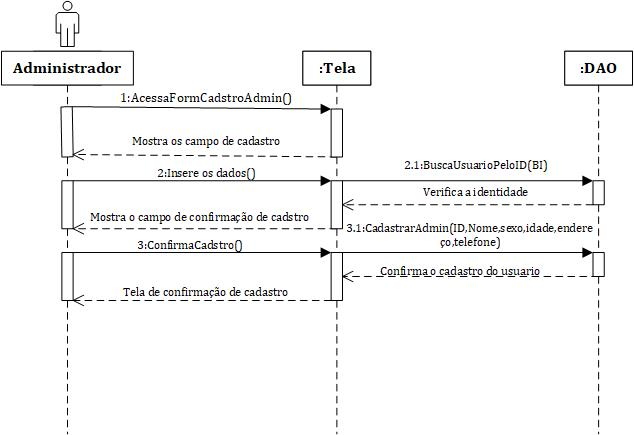 Administrador
:Tela
:DAO
1:AcessaFormCadstroAdmin()
Mostra os campo de cadastro
2.1:BuscaUsuarioPeloID(BI)
2:Insere os dados()
Verifica a identidade
Mostra o campo de confirmação de cadstro
3.1:CadastrarAdmin(ID,Nome,sexo,idade,endere
ço,telefone)
3:ConfirmaCadstro()
Confirma o cadastro do usuario
Tela de confirmação de cadastro